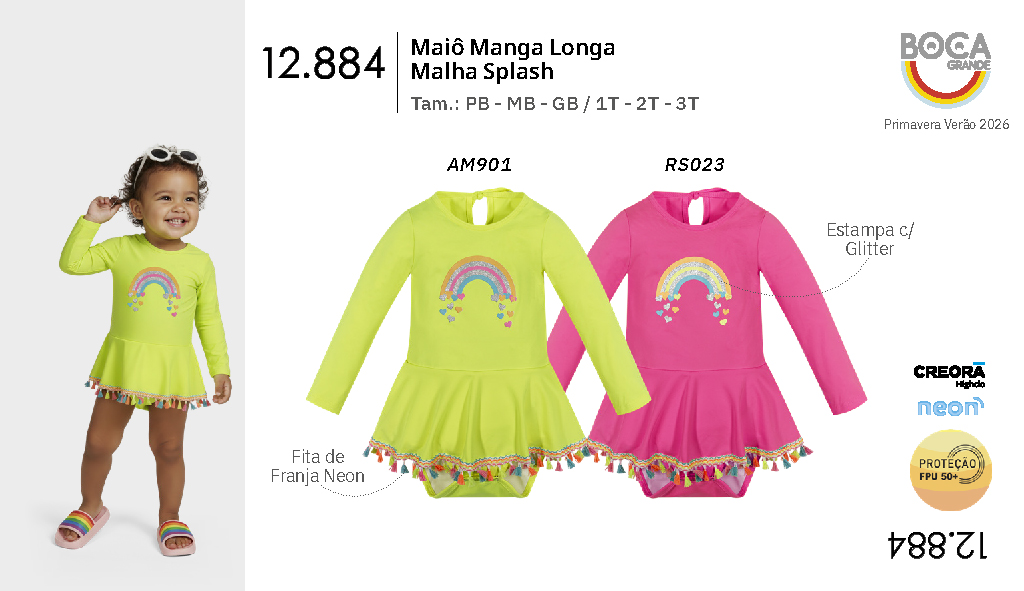 12.884
Maiô Manga Longa
Malha Splash
Tam.: PB - MB - GB / 1T - 2T - 3T
BOCA
GRANDE
Primavera Verão 2026
AM901
RS023
Estampa c/
Glitter
Fita de
Franja Neon
CREORA
Highclo
neon
PROTEÇÃO
FPU 50+
12.884